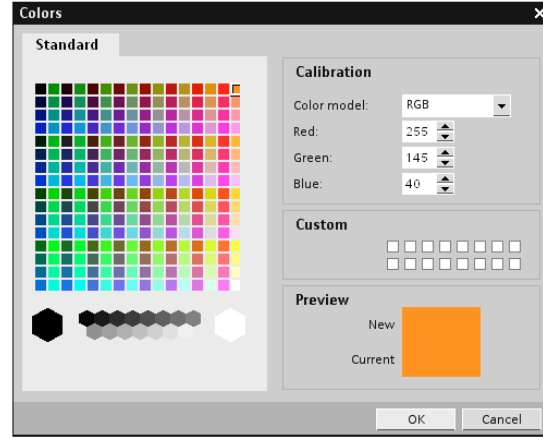 Colors
Standard
Calibration
Color model: RGB
Red: 255
Green: 145
Blue: 40
Custom
Preview
New
Current
OK Cancel